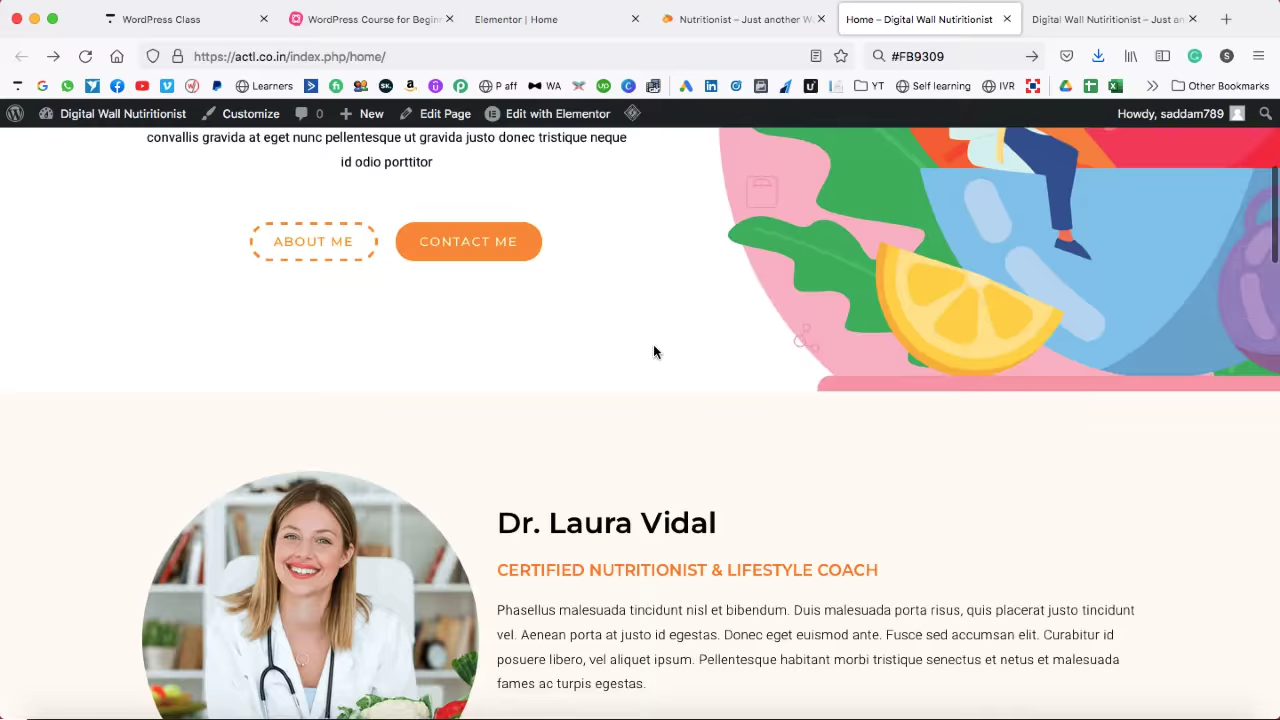 WordPress Class
WordPress Course for Beginn
Elementor | Home
Nutritionist – Just another W
Home – Digital Wall Nutiritionist
Digital Wall Nutiritionist – Just an
https://actl.co.in/index.php/home/
#FB9309
Learners
P aff
WA
YT
Self learning
IVR
Other Bookmarks
Digital Wall Nutiritionist
Customize
0
New
Edit Page
Edit with Elementor
Howdy, saddam789
convallis gravida at eget nunc pellentesque ut gravida justo donec tristique neque
id odio porttitor
ABOUT ME
CONTACT ME
Dr. Laura Vidal
CERTIFIED NUTRITIONIST & LIFESTYLE COACH
Phasellus malesuada tincidunt nisl et bibendum. Duis malesuada porta risus, quis placerat justo tincidunt
vel. Aenean porta at justo id egestas. Donec eget euismod ante. Fusce sed accumsan elit. Curabitur id
posuere libero, vel aliquet ipsum. Pellentesque habitant morbi tristique senectus et netus et malesuada
fames ac turpis egestas.